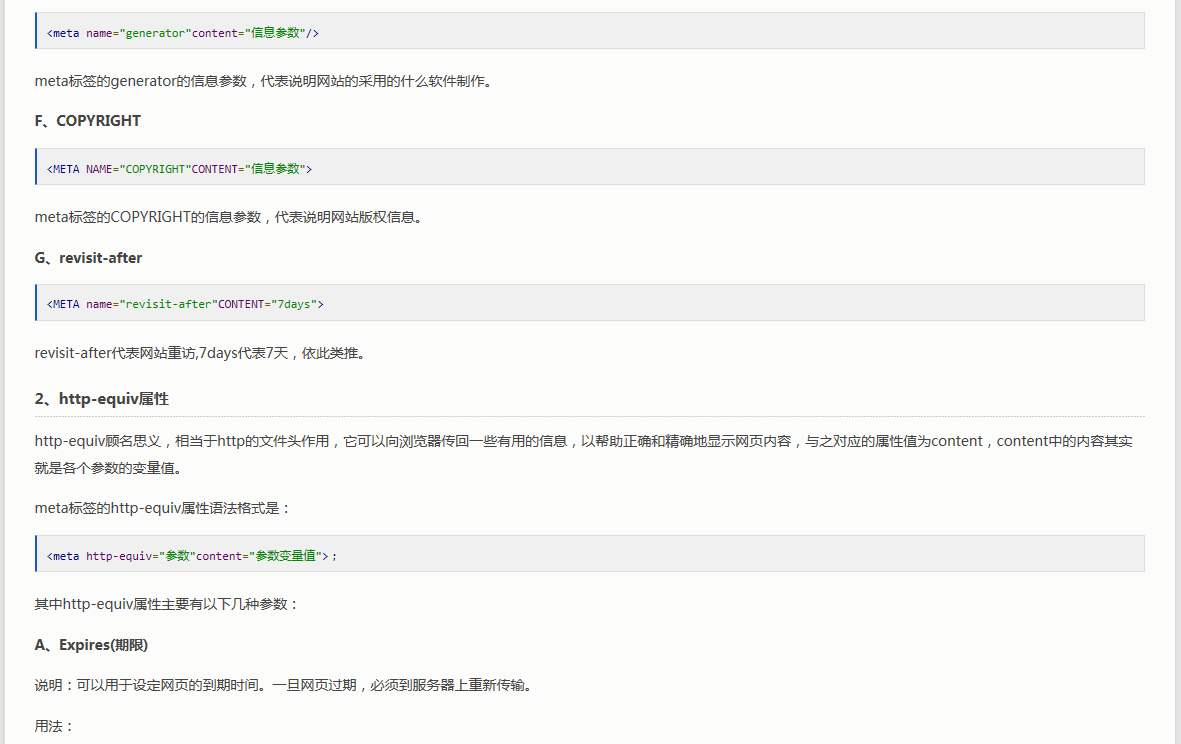 <meta name="generator"content="信息参数"/>
meta标签的generator的信息参数，代表说明网站的采用的什么软件制作。
F、COPYRIGHT
<META NAME="COPYRIGHT"CONTENT="信息参数">
meta标签的COPYRIGHT的信息参数，代表说明网站版权信息。
G、revisit-after
<META name="revisit-after"CONTENT="7days">
revisit-after代表网站重访,7days代表7天，依此类推。
2、http-equiv属性
http-equiv顾名思义，相当于http的文件头作用，它可以向浏览器传回一些有用的信息，以帮助正确和精确地显示网页内容，与之对应的属性值为content，content中的内容其实
就是各个参数的变量值。
meta标签的http-equiv属性语法格式是：
<meta http-equiv="参数"content="参数变量值">；
其中http-equiv属性主要有以下几种参数：
A、Expires(期限)
说明：可以用于设定网页的到期时间。一旦网页过期，必须到服务器上重新传输。
用法：